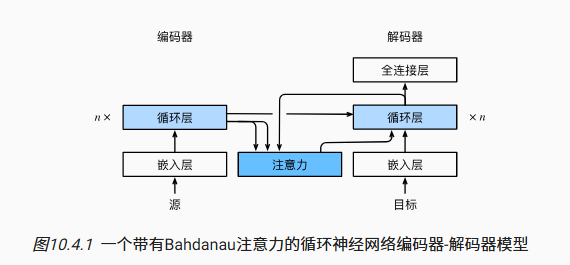 编码器
解码器
全连接层
n ×
循环层
循环层
× n
嵌入层
注意力
嵌入层
源
目标
图10.4.1 一个带有Bahdanau注意力的循环神经网络编码器-解码器模型